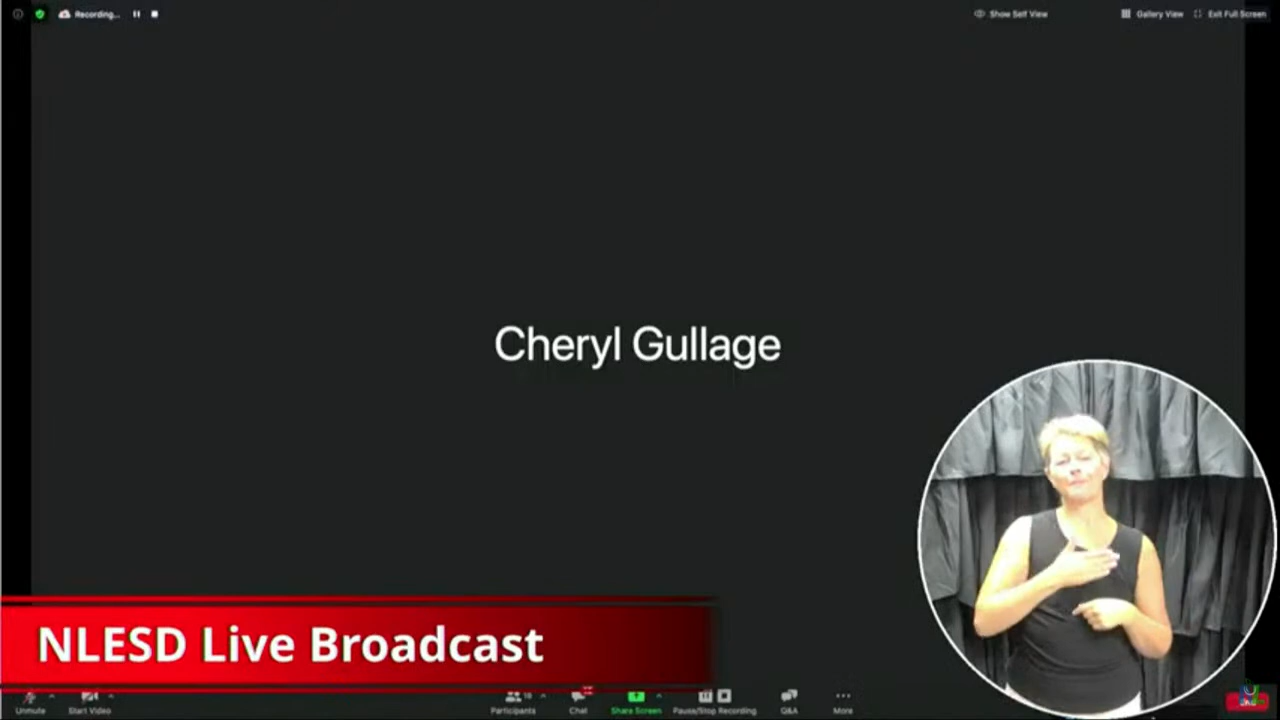 Recording...
Show Self View
Gallery View
Exit Full Screen
Cheryl Gullage
NLESD Live Broadcast
Unmute
Start Video
Participants
18
Chat
Share Screen
Pause/Stop Recording
Q&A
More